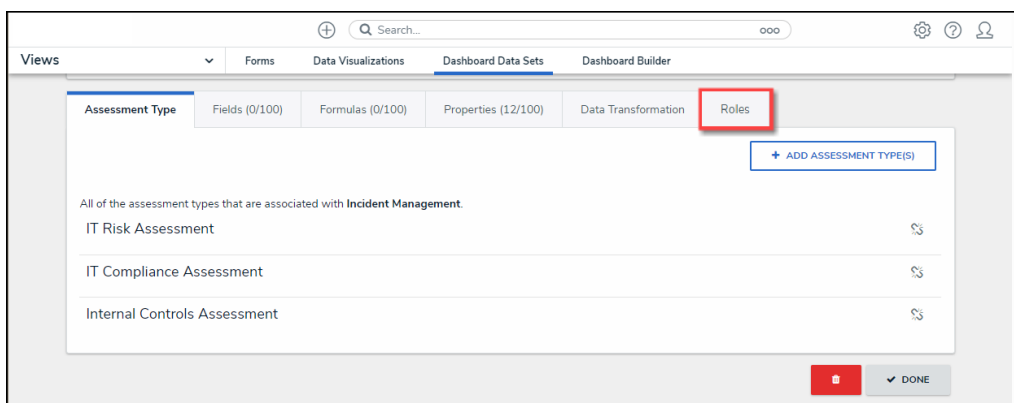 Search...
Views Forms Data Visualizations Dashboard Data Sets Dashboard Builder
Assessment Type Fields (0/100) Formulas (0/100) Properties (12/100) Data Transformation Roles
+ ADD ASSESSMENT TYPE(S)
All of the assessment types that are associated with Incident Management.
IT Risk Assessment
IT Compliance Assessment
Internal Controls Assessment
DONE